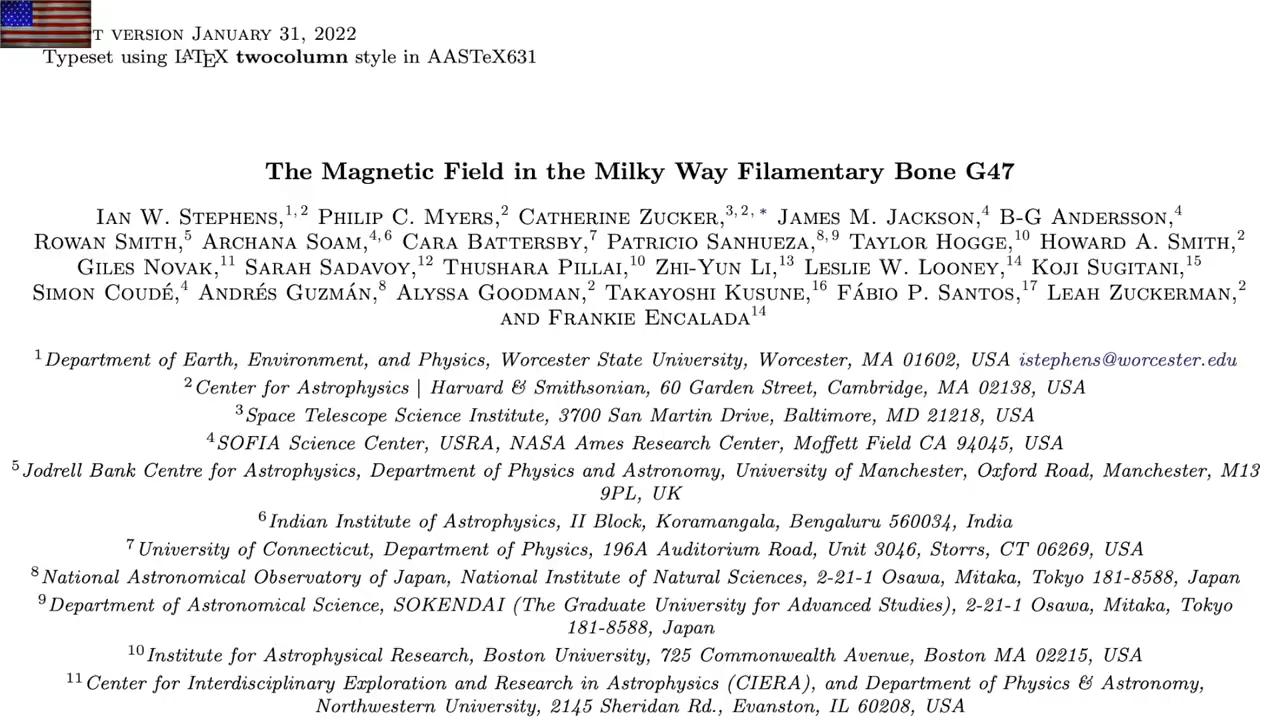 T VERSION JANUARY 31, 2022
Typeset using LATEX twocolumn style in AASTeX631
The Magnetic Field in the Milky Way Filamentary Bone G47
IAN W. STEPHENS,1, 2 PHILIP C. MYERS,2 CATHERINE ZUCKER,3, 2, * JAMES M. JACKSON,4 B-G ANDERSSON,4
ROWAN SMITH,5 ARCHANA SOAM,4, 6 CARA BATTERSBY,7 PATRICIO SANHUEZA,8, 9 TAYLOR HOGGE,10 HOWARD A. SMITH,2
GILES NOVAK,11 SARAH SADAVOY,12 THUSHARA PILLAI,10 ZHI-YUN LI,13 LESLIE W. LOONEY,14 KOJI SUGITANI,15
SIMON COUDÉ,4 ANDRÉS GUZMÁN,8 ALYSSA GOODMAN,2 TAKAYOSHI KUSUNE,16 FÁBIO P. SANTOS,17 LEAH ZUCKERMAN,2
AND FRANKIE ENCALADA14
1Department of Earth, Environment, and Physics, Worcester State University, Worcester, MA 01602, USA istephens@worcester.edu
2Center for Astrophysics | Harvard & Smithsonian, 60 Garden Street, Cambridge, MA 02138, USA
3Space Telescope Science Institute, 3700 San Martin Drive, Baltimore, MD 21218, USA
4SOFIA Science Center, USRA, NASA Ames Research Center, Moffett Field CA 94045, USA
5Jodrell Bank Centre for Astrophysics, Department of Physics and Astronomy, University of Manchester, Oxford Road, Manchester, M13
9PL, UK
6Indian Institute of Astrophysics, II Block, Koramangala, Bengaluru 560034, India
7University of Connecticut, Department of Physics, 196A Auditorium Road, Unit 3046, Storrs, CT 06269, USA
8National Astronomical Observatory of Japan, National Institute of Natural Sciences, 2-21-1 Osawa, Mitaka, Tokyo 181-8588, Japan
9Department of Astronomical Science, SOKENDAI (The Graduate University for Advanced Studies), 2-21-1 Osawa, Mitaka, Tokyo
181-8588, Japan
10Institute for Astrophysical Research, Boston University, 725 Commonwealth Avenue, Boston MA 02215, USA
11Center for Interdisciplinary Exploration and Research in Astrophysics (CIERA), and Department of Physics & Astronomy,
Northwestern University, 2145 Sheridan Rd., Evanston, IL 60208, USA